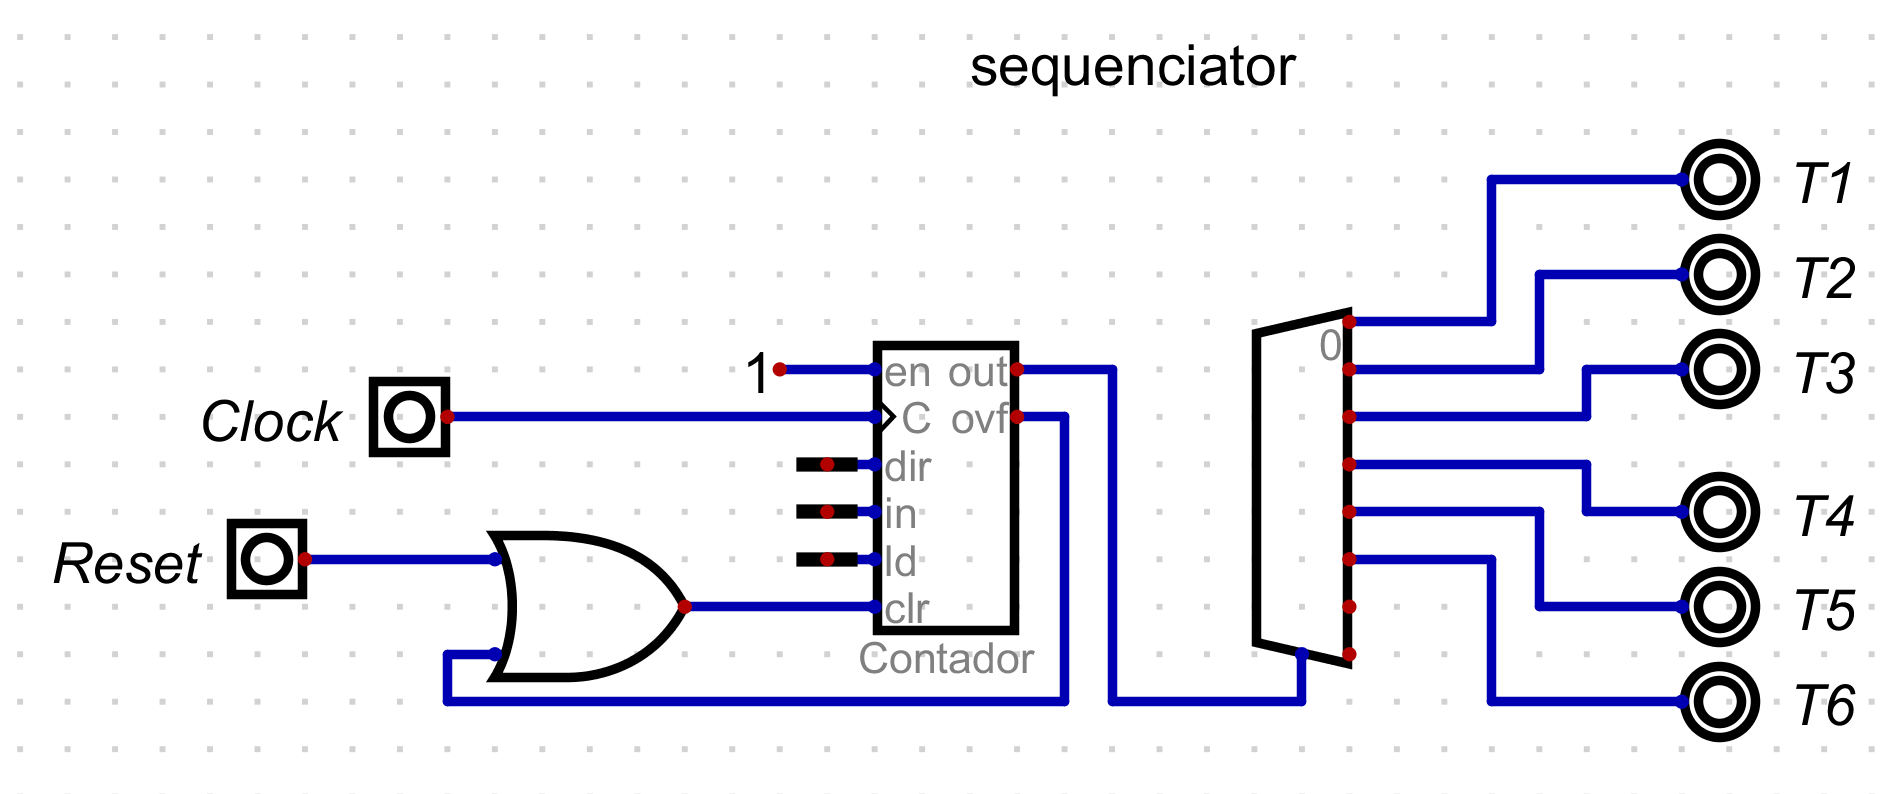 sequenciator
T1
T2
T3
T4
T5
T6
0
1
Clock
Reset
en out
C ovf
dir
in
ld
clr
Contador